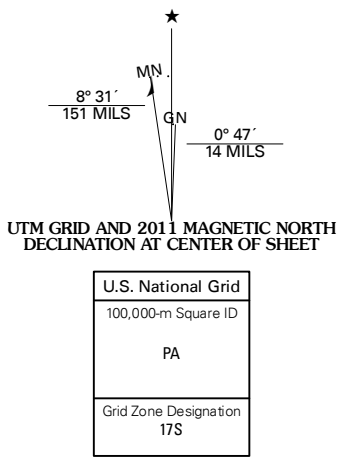 ★
MN
8° 31´
151 MILS
GN
0° 47´
14 MILS
UTM GRID AND 2011 MAGNETIC NORTH
DECLINATION AT CENTER OF SHEET
U.S. National Grid
100,000-m Square ID
PA
Grid Zone Designation
17S